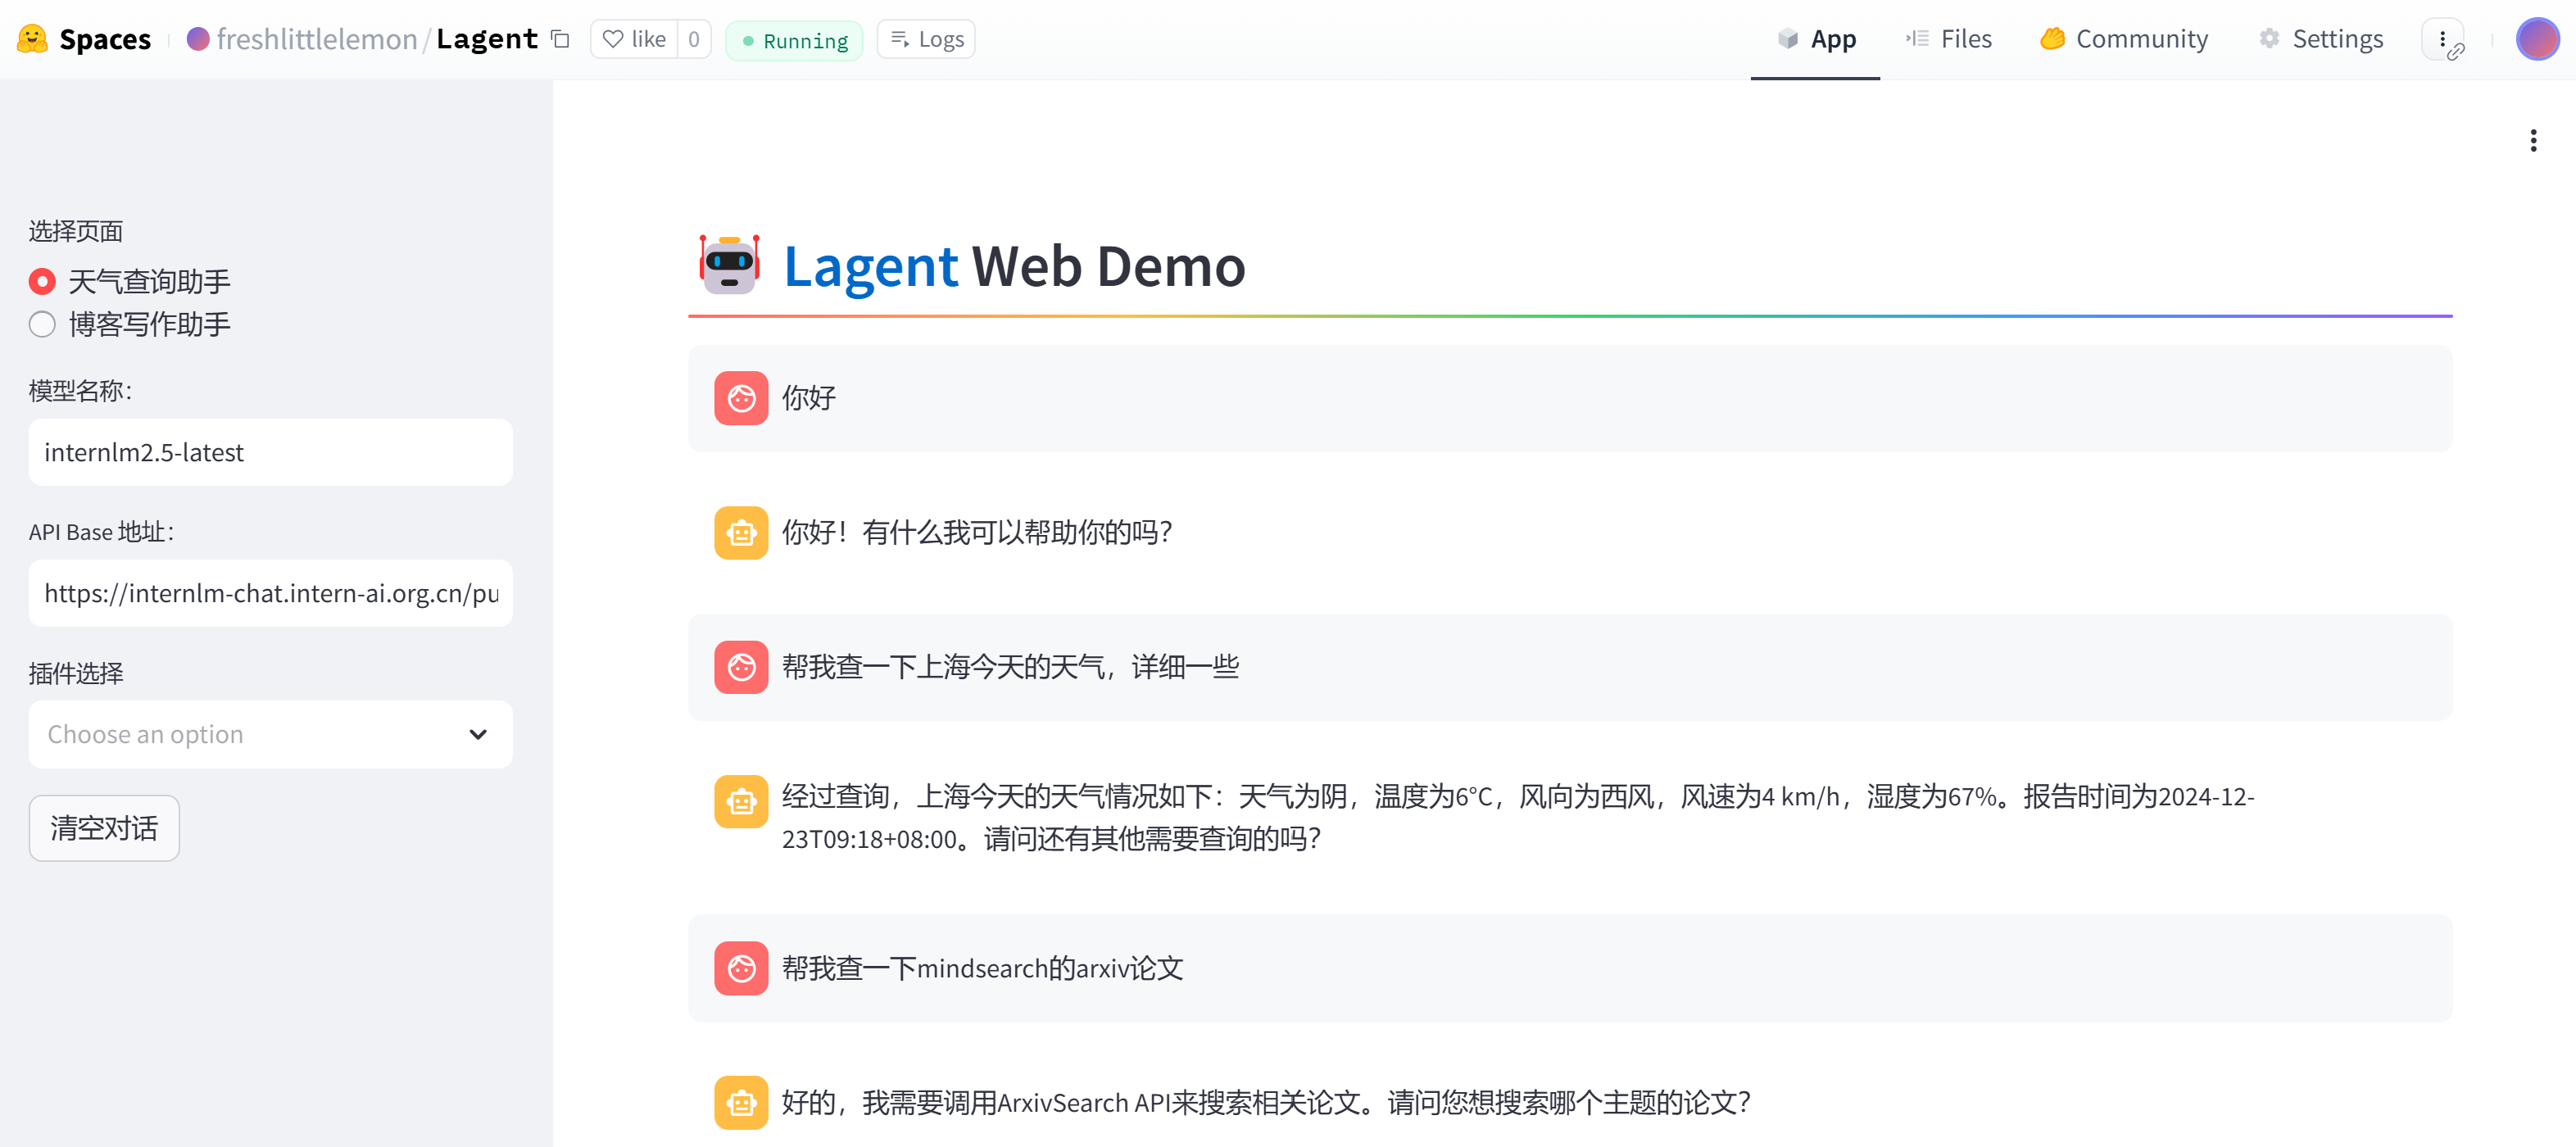 Spaces freshlittlelemon/Lagent like 0 Running Logs App Files Community Settings
选择页面
天气查询助手
博客写作助手
模型名称：
internlm2.5-latest
API Base 地址：
https://internlm-chat.intern-ai.org.cn/pu
插件选择
Choose an option
清空对话
Lagent Web Demo
你好
你好！有什么我可以帮助你的吗？
帮我查一下上海今天的天气，详细一些
经过查询，上海今天的天气情况如下：天气为阴，温度为6°C，风向为西风，风速为4 km/h，湿度为67%。报告时间为2024-12-
23T09:18+08:00。请问还有其他需要查询的吗？
帮我查一下mindsearch的arxiv论文
好的，我需要调用ArxivSearch API来搜索相关论文。请问您想搜索哪个主题的论文？